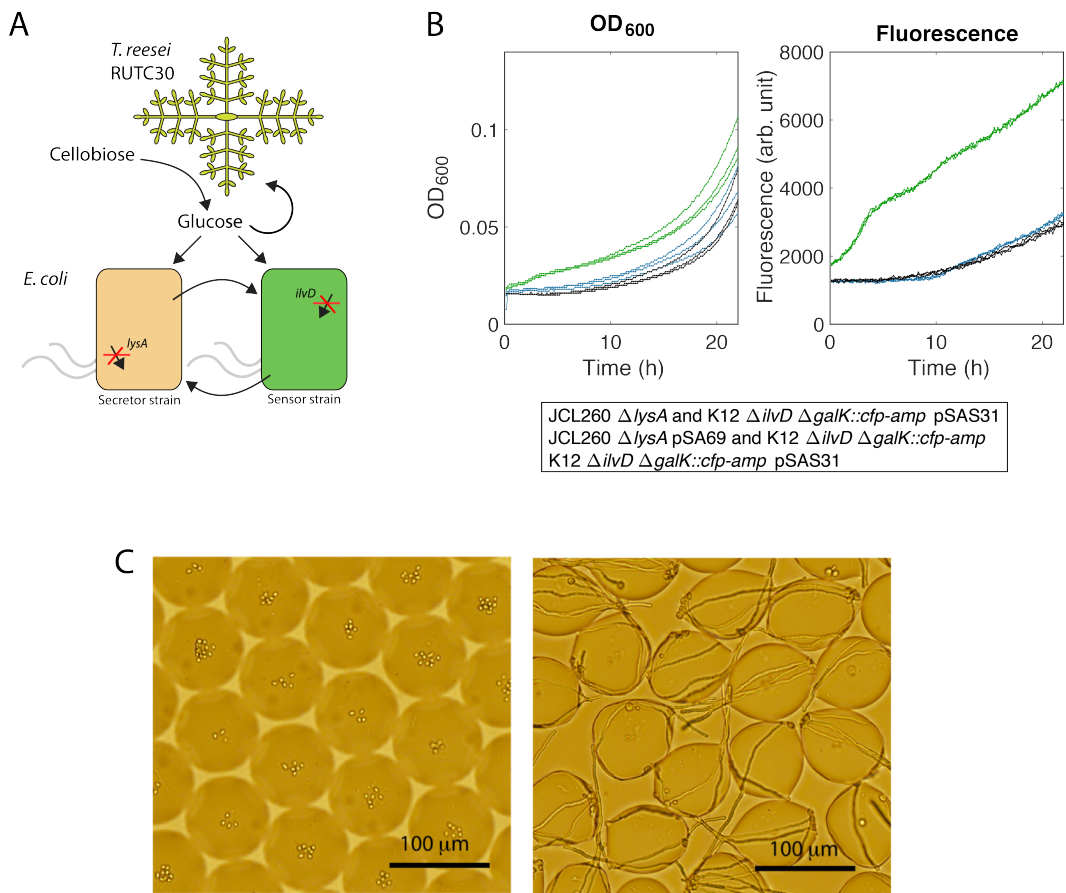 A
T. reesei
RUTC30
Cellobiose
Glucose
E. coli
lysA
ilvD
Secretor strain
Sensor strain
B
OD600
OD600
0.1
0.05
0
0
10
20
Time (h)
Fluorescence
Fluorescence (arb. unit)
8000
6000
4000
2000
0
0
10
20
Time (h)
JCL260 ΔlysA and K12 ΔilvD ΔgalK::cfp-amp pSAS31
JCL260 ΔlysA pSA69 and K12 ΔilvD ΔgalK::cfp-amp
K12 ΔilvD ΔgalK::cfp-amp pSAS31
C
100 μm
100 μm